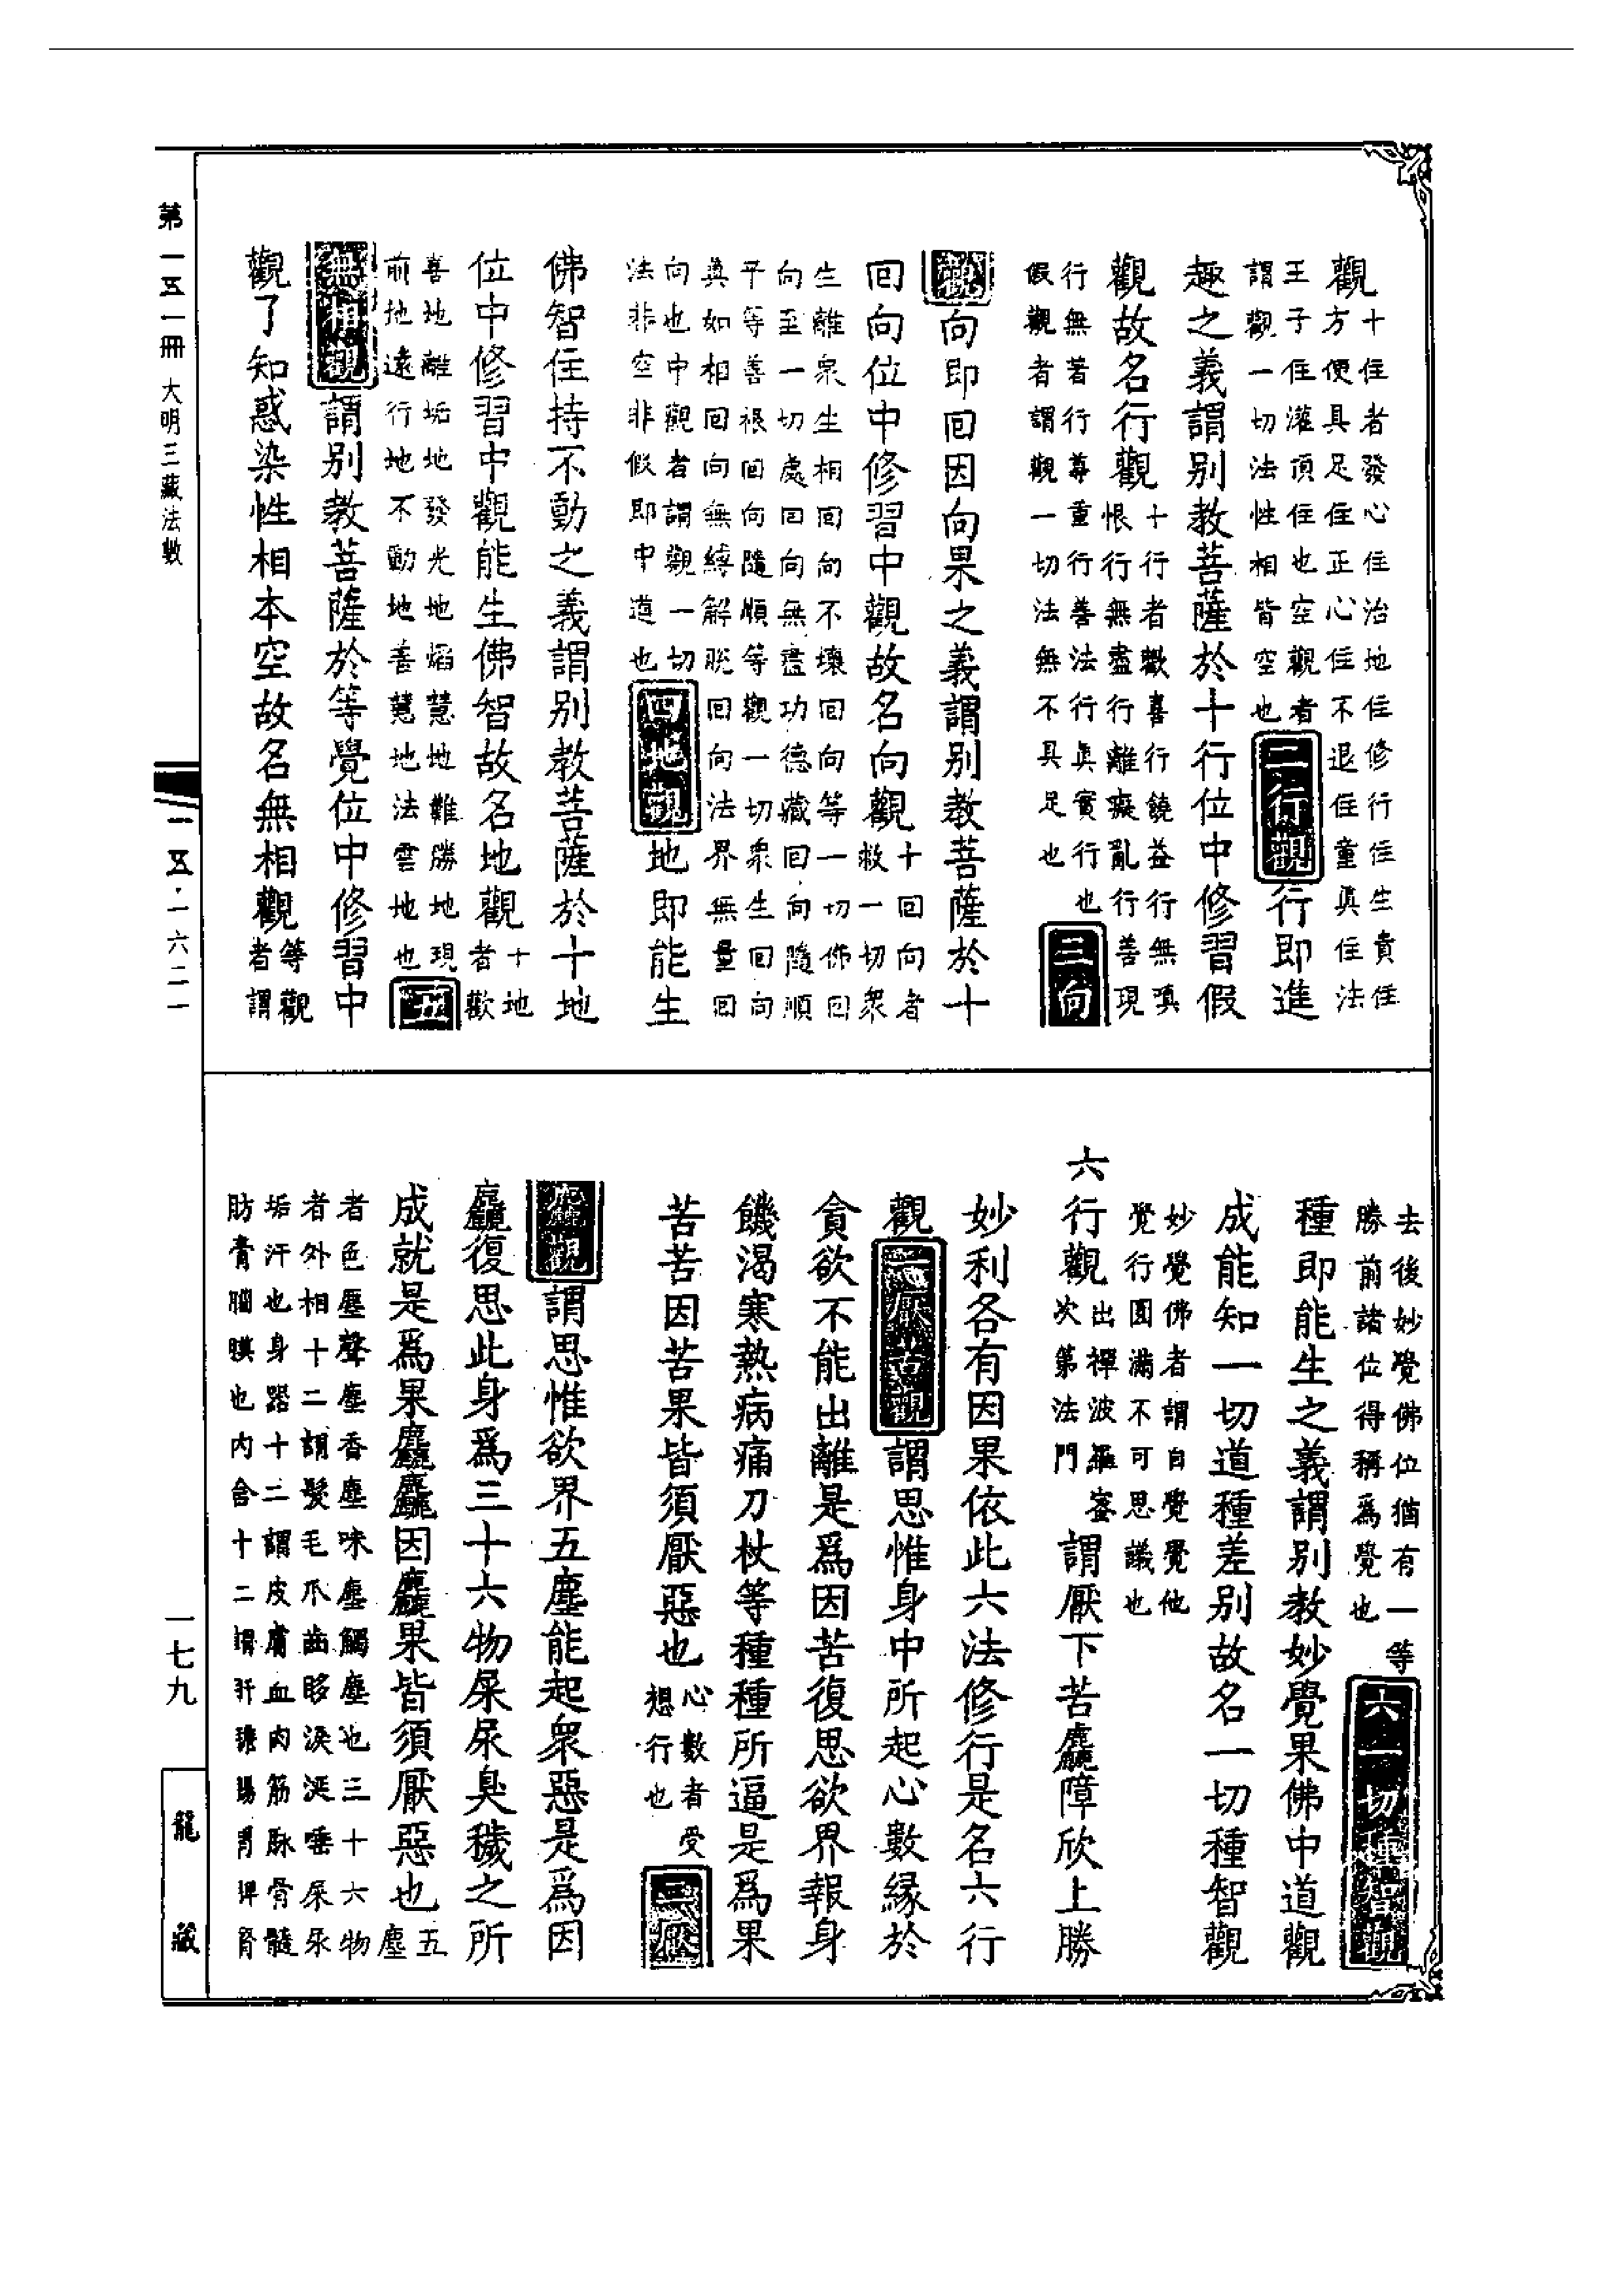 觀十住者發心住治地住修行住生貴住
方便具足住正心住不退住童眞住法
王子住灌頂住也空觀者
謂觀一切法性相皆空也二行觀行即進
趣之義謂别教菩薩於十行位中修習假
觀故名行觀十行者歡喜行饒益行無瞋
恨行無盡行離癡亂行善現
行無著行尊重行善法行眞實行也
假觀者謂觀一切法無不具足也三向
觀向即回因向果之義謂别教菩薩於十
回向位中修習中觀故名向觀十回向者
救一切衆
生離衆生相回向不壞回向等一切佛回
向至一切處回向無盡功德藏回向隨順
平等善根回向隨順等觀一切衆生回向
眞如相回向無縛解脫回向法界無量回
向也中觀者謂觀一切
法非空非假即中道也四地觀地即能生
佛智住持不動之義謂别教菩薩於十地
位中修習中觀能生佛智故名地觀十地
者歡
喜地離垢地發光地焰慧地難勝地現
前地遠行地不動地善慧地法雲地也五
無相觀謂别教菩薩於等覺位中修習中
觀了知惑染性相本空故名無相觀等觀
者謂
去後妙覺佛位猶有一等
勝前諸位得稱爲覺也六一切種智觀
種即能生之義謂别教妙覺果佛中道觀
成能知一切道種差别故名一切種智觀
妙覺佛者謂自覺覺他
覺行圓滿不可思議也
六行觀出禪波羅蜜
次第法門謂厭下苦麤障欣上勝
妙利各有因果依此六法修行是名六行
觀一厭苦觀謂思惟身中所起心數緣於
貪欲不能出離是爲因苦復思欲界報身
饑渴寒熱病痛刀杖等種種所逼是爲果
苦苦因苦果皆須厭惡也心數者受
想行也二厭
麤觀謂思惟欲界五塵能起衆惡是爲因
麤復思此身爲三十六物屎尿臭穢之所
成就是爲果麤麤因麤果皆須厭惡也五
塵
者色塵聲塵香塵味塵觸塵也三十六物
者外相十二謂髮毛爪齒眵淚涎唾屎尿
垢汗也身器十二謂皮膚血肉筋脉骨髓
肪膏腦膜也内含十二謂肝膽腸胃脾腎
第一五一冊 大明三藏法數
一五·一六二一
一七九
龍藏